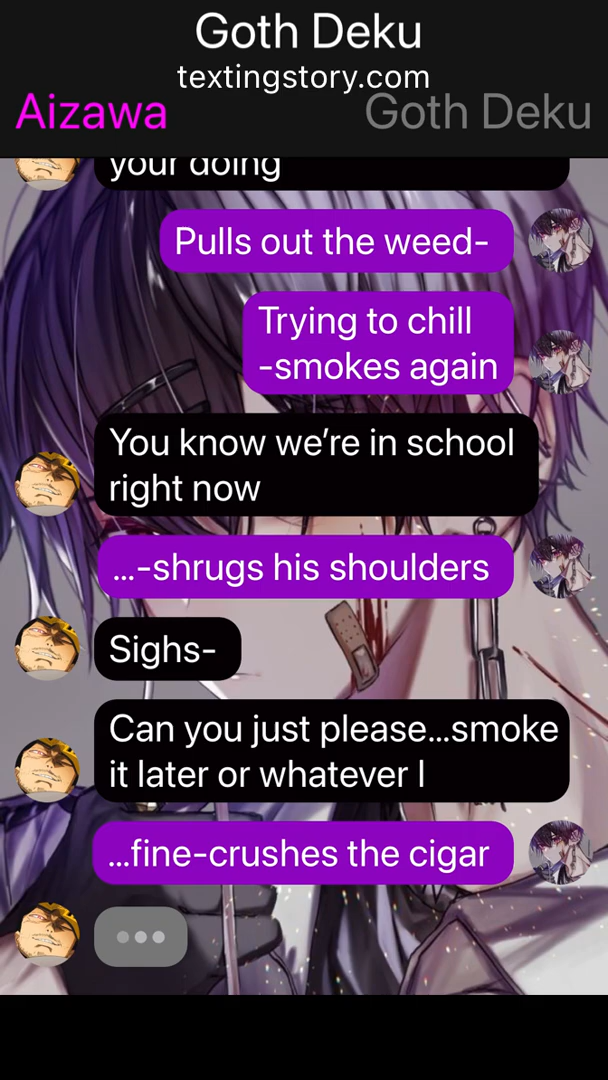 Goth Deku
textingstory.com
Aizawa
Goth Deku
your doing
Pulls out the weed-
Trying to chill
-smokes again
You know we’re in school
right now
...-shrugs his shoulders
Sighs-
Can you just please...smoke
it later or whatever I
...fine-crushes the cigar